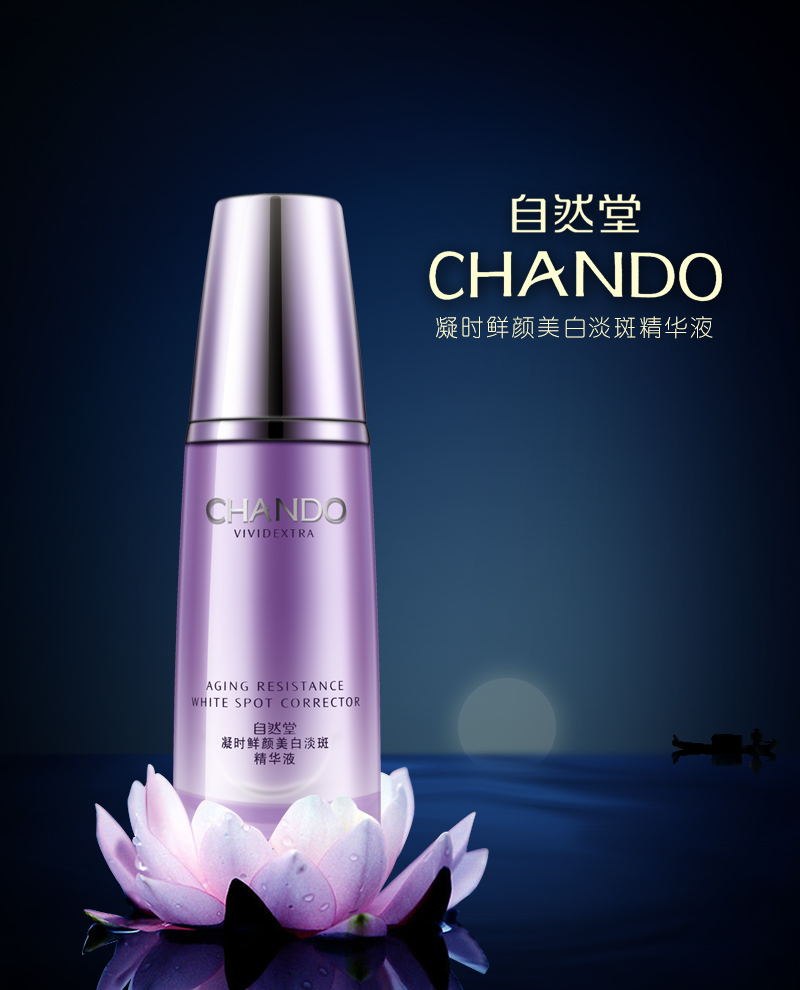 自然堂
CHANDO
凝时鲜颜美白淡斑精华液
CHANDO
VIVIDEXTRA
AGING RESISTANCE
WHITE SPOT CORRECTOR
自然堂
凝时鲜颜美白淡斑
精华液